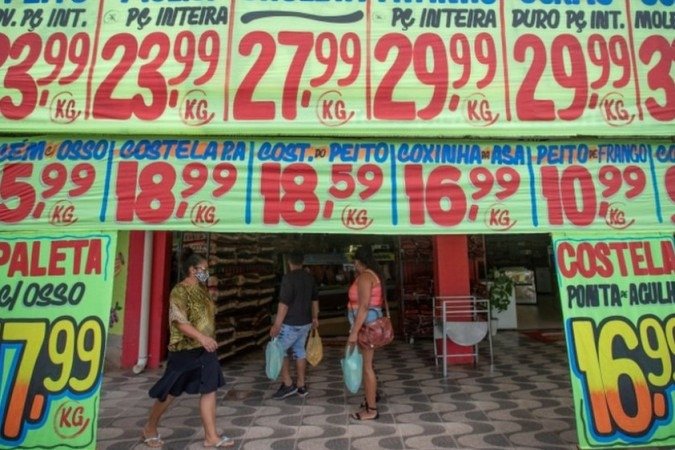 PÇ INT.
23,99 KG
PÇ INTEIRA
23,99 KG
27,99 KG
PÇ INTEIRA
29,99 KG
DURO PÇ INT.
29,99 KG
C/OSSO
5,99 KG
COSTELA P.A
18,99 KG
COST. DO PEITO
18,59 KG
COXINHA DA ASA
16,99 KG
PEITO DE FRANGO
10,99 KG
PALETA
C/ OSSO
7,99
KG
COSTELA
PONTA DE AGULH
16,99